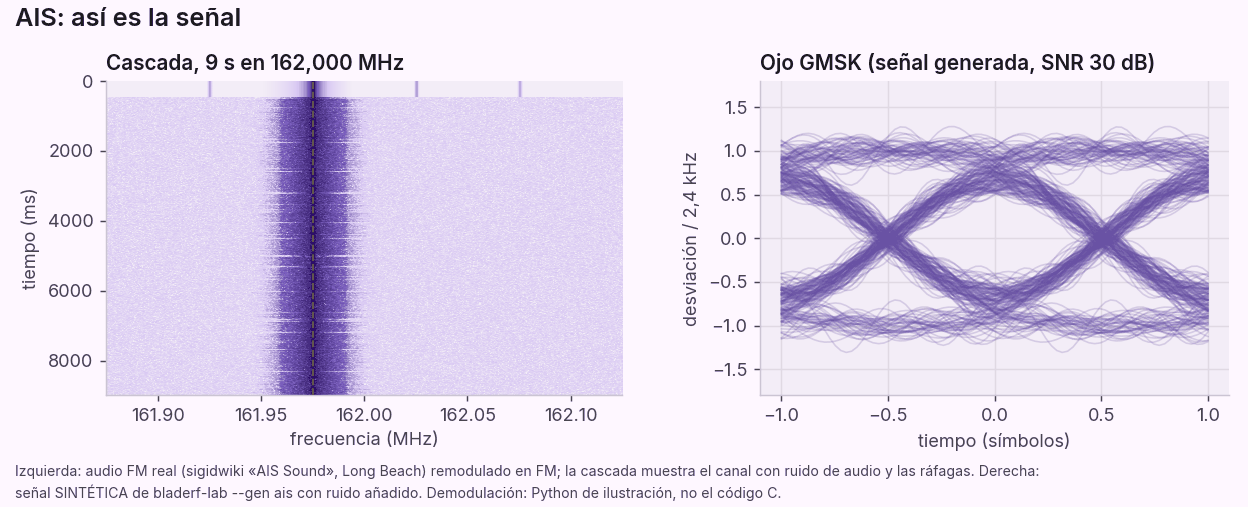 AIS: así es la señal
Cascada, 9 s en 162,000 MHz
0
2000
4000
6000
8000
tiempo (ms)
161.90
161.95
162.00
162.05
162.10
frecuencia (MHz)
Ojo GMSK (señal generada, SNR 30 dB)
1.5
1.0
0.5
0.0
−0.5
−1.0
−1.5
desviación / 2,4 kHz
−1.0
−0.5
0.0
0.5
1.0
tiempo (símbolos)
Izquierda: audio FM real (sigidwiki «AIS Sound», Long Beach) remodulado en FM; la cascada muestra el canal con ruido de audio y las ráfagas. Derecha:
señal SINTÉTICA de bladerf-lab --gen ais con ruido añadido. Demodulación: Python de ilustración, no el código C.